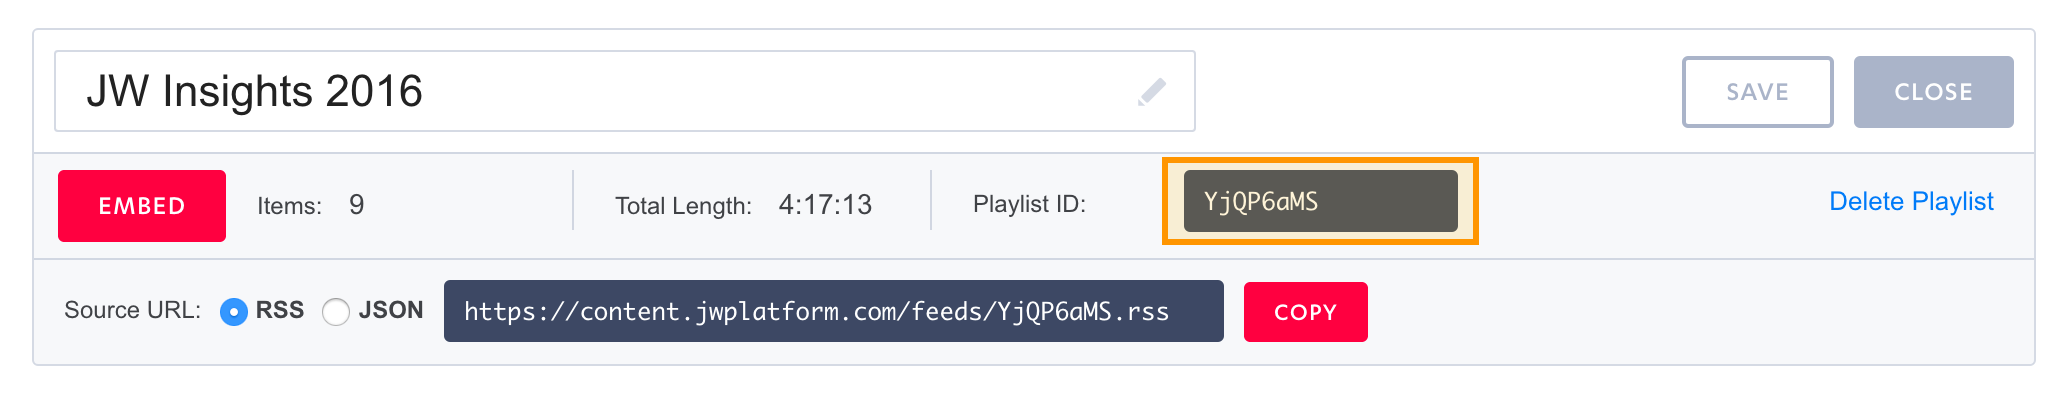 JW Insights 2016
SAVE
CLOSE
EMBED
Items: 9
Total Length: 4:17:13
Playlist ID:
YjQP6aMS
Delete Playlist
Source URL:
RSS
JSON
https://content.jwplatform.com/feeds/YjQP6aMS.rss
COPY